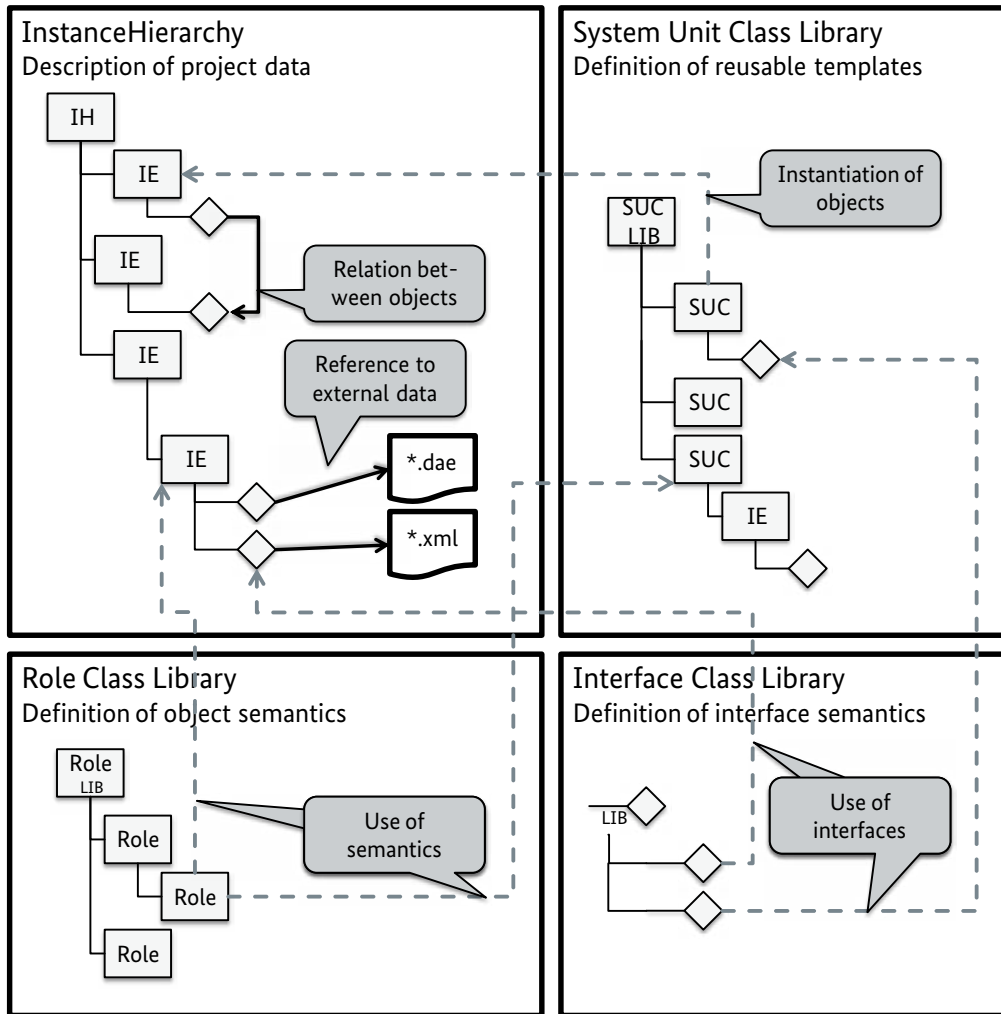 InstanceHierarchy
Description of project data
IH
IE
IE
Relation bet-
ween objects
IE
Reference to
external data
IE
*.dae
*.xml
System Unit Class Library
Definition of reusable templates
Instantiation of
objects
SUC
LIB
SUC
SUC
SUC
IE
Role Class Library
Definition of object semantics
Role
LIB
Role
Role
Role
Use of
semantics
Interface Class Library
Definition of interface semantics
LIB
Use of
interfaces